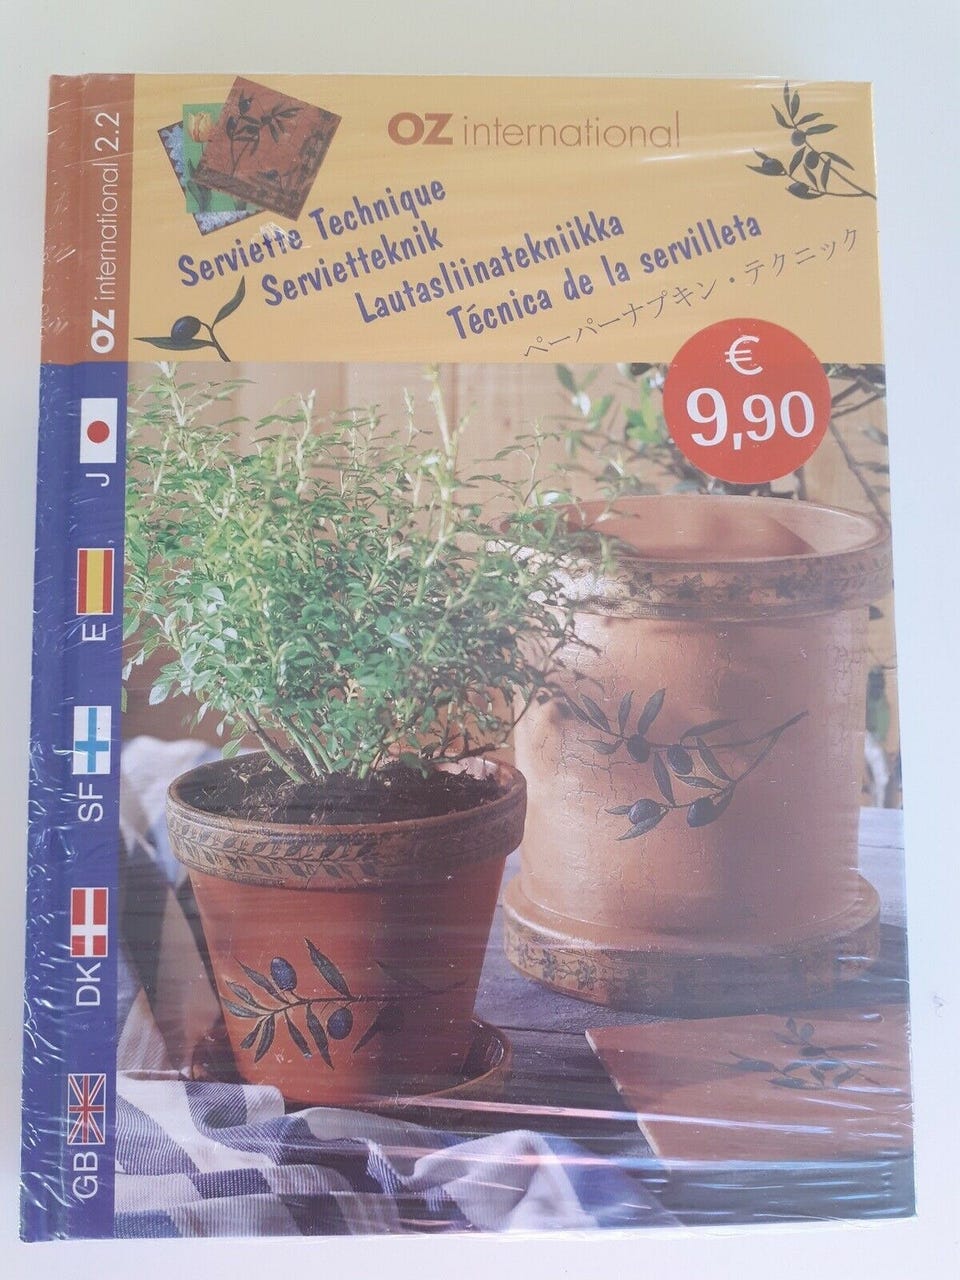 OZ international
Serviette Technique
Servietteknik
Lautasliinatekniikka
Técnica de la servilleta
ペーパーナプキン・テクニック
€
9,90
OZ international 2.2
J
E
SF
DK
GB